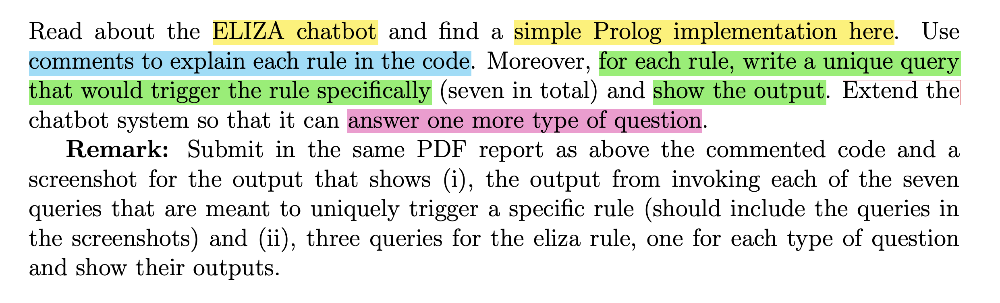 Read about the ELIZA chatbot and find a simple Prolog implementation here. Use
comments to explain each rule in the code. Moreover, for each rule, write a unique query
that would trigger the rule specifically (seven in total) and show the output. Extend the
chatbot system so that it can answer one more type of question.
Remark: Submit in the same PDF report as above the commented code and a
screenshot for the output that shows (i), the output from invoking each of the seven
queries that are meant to uniquely trigger a specific rule (should include the queries in
the screenshots) and (ii), three queries for the eliza rule, one for each type of question
and show their outputs.